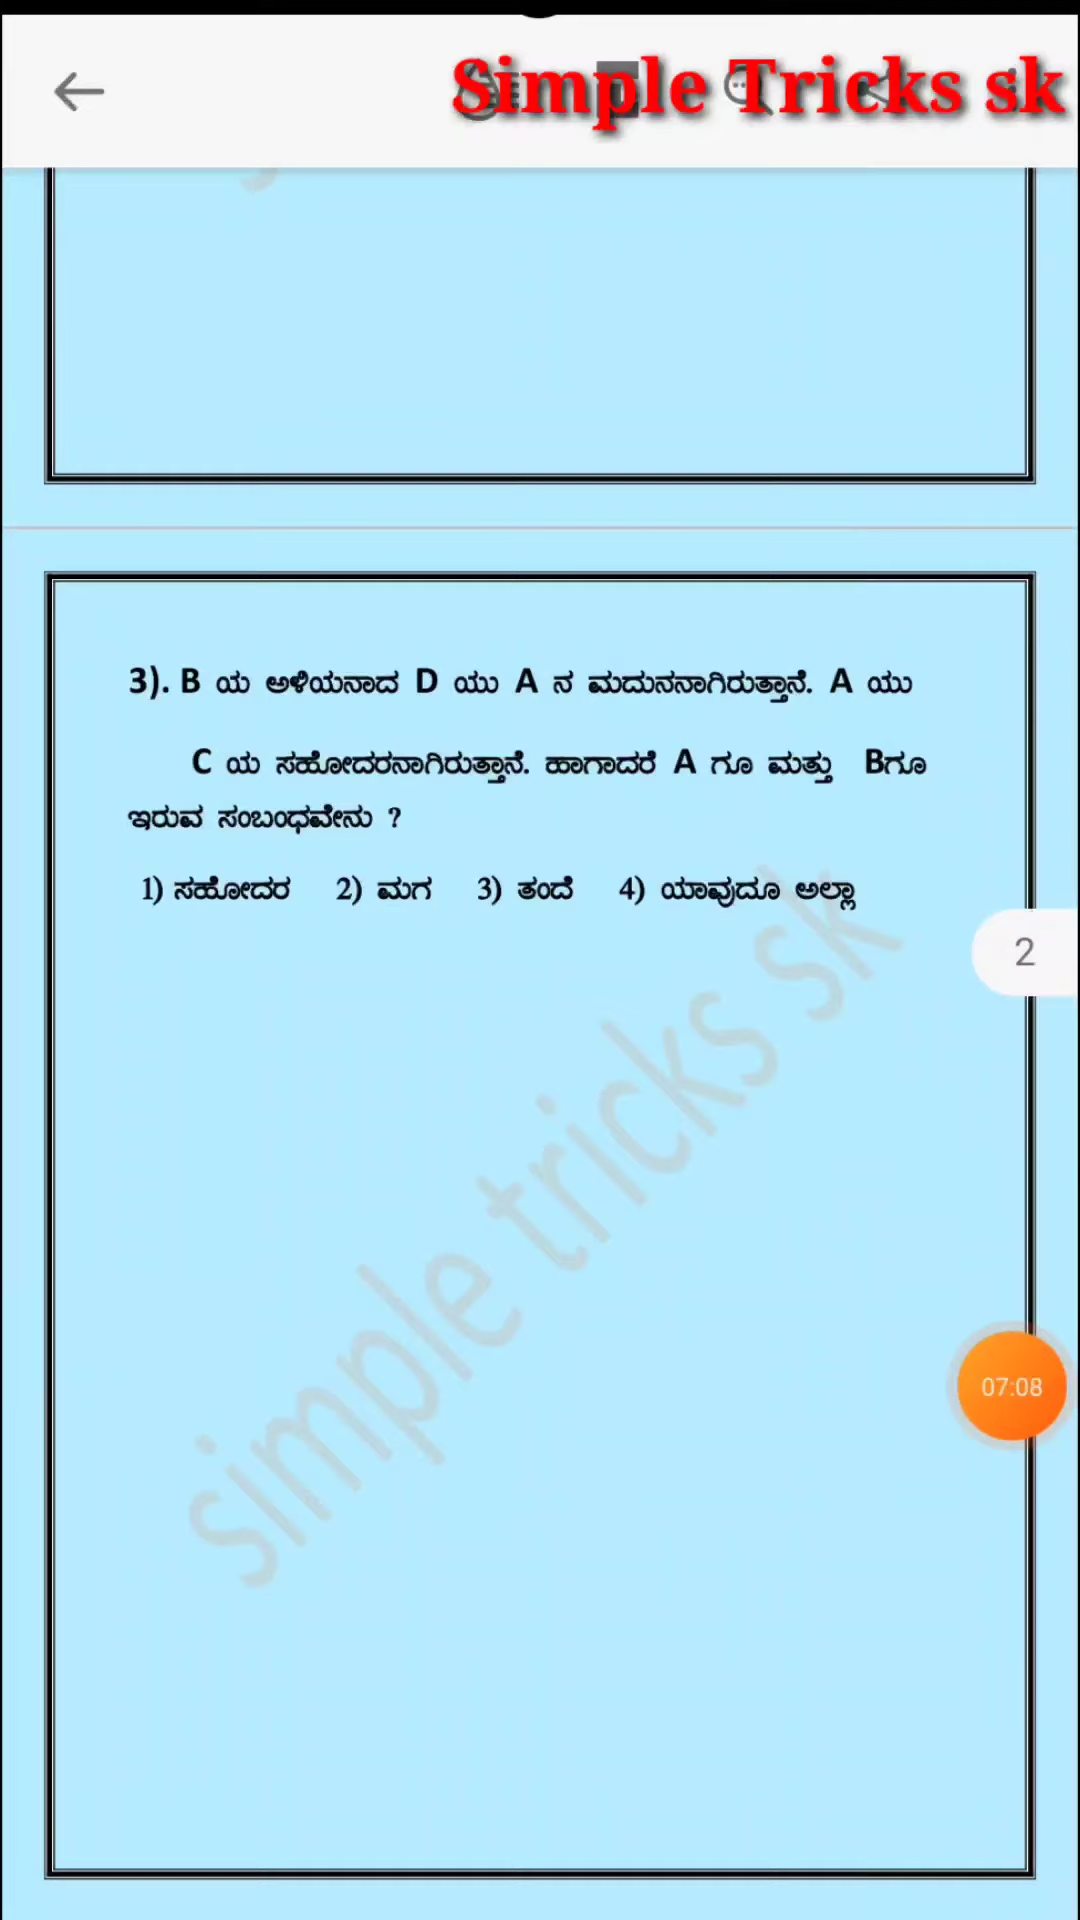 Simple Tricks sk
3). B ಯ ಅಳಿಯನಾದ D ಯು A ನ ಮದುನನಾಗಿರುತ್ತಾನೆ. A ಯು
C ಯ ಸಹೋದರನಾಗಿರುತ್ತಾನೆ. ಹಾಗಾದರೆ A ಗೂ ಮತ್ತು Bಗೂ
ಇರುವ ಸಂಬಂಧವೇನು ?
1) ಸಹೋದರ 2) ಮಗ 3) ತಂದೆ 4) ಯಾವುದೂ ಅಲ್ಲಾ
2
simple tricks sk
07:08